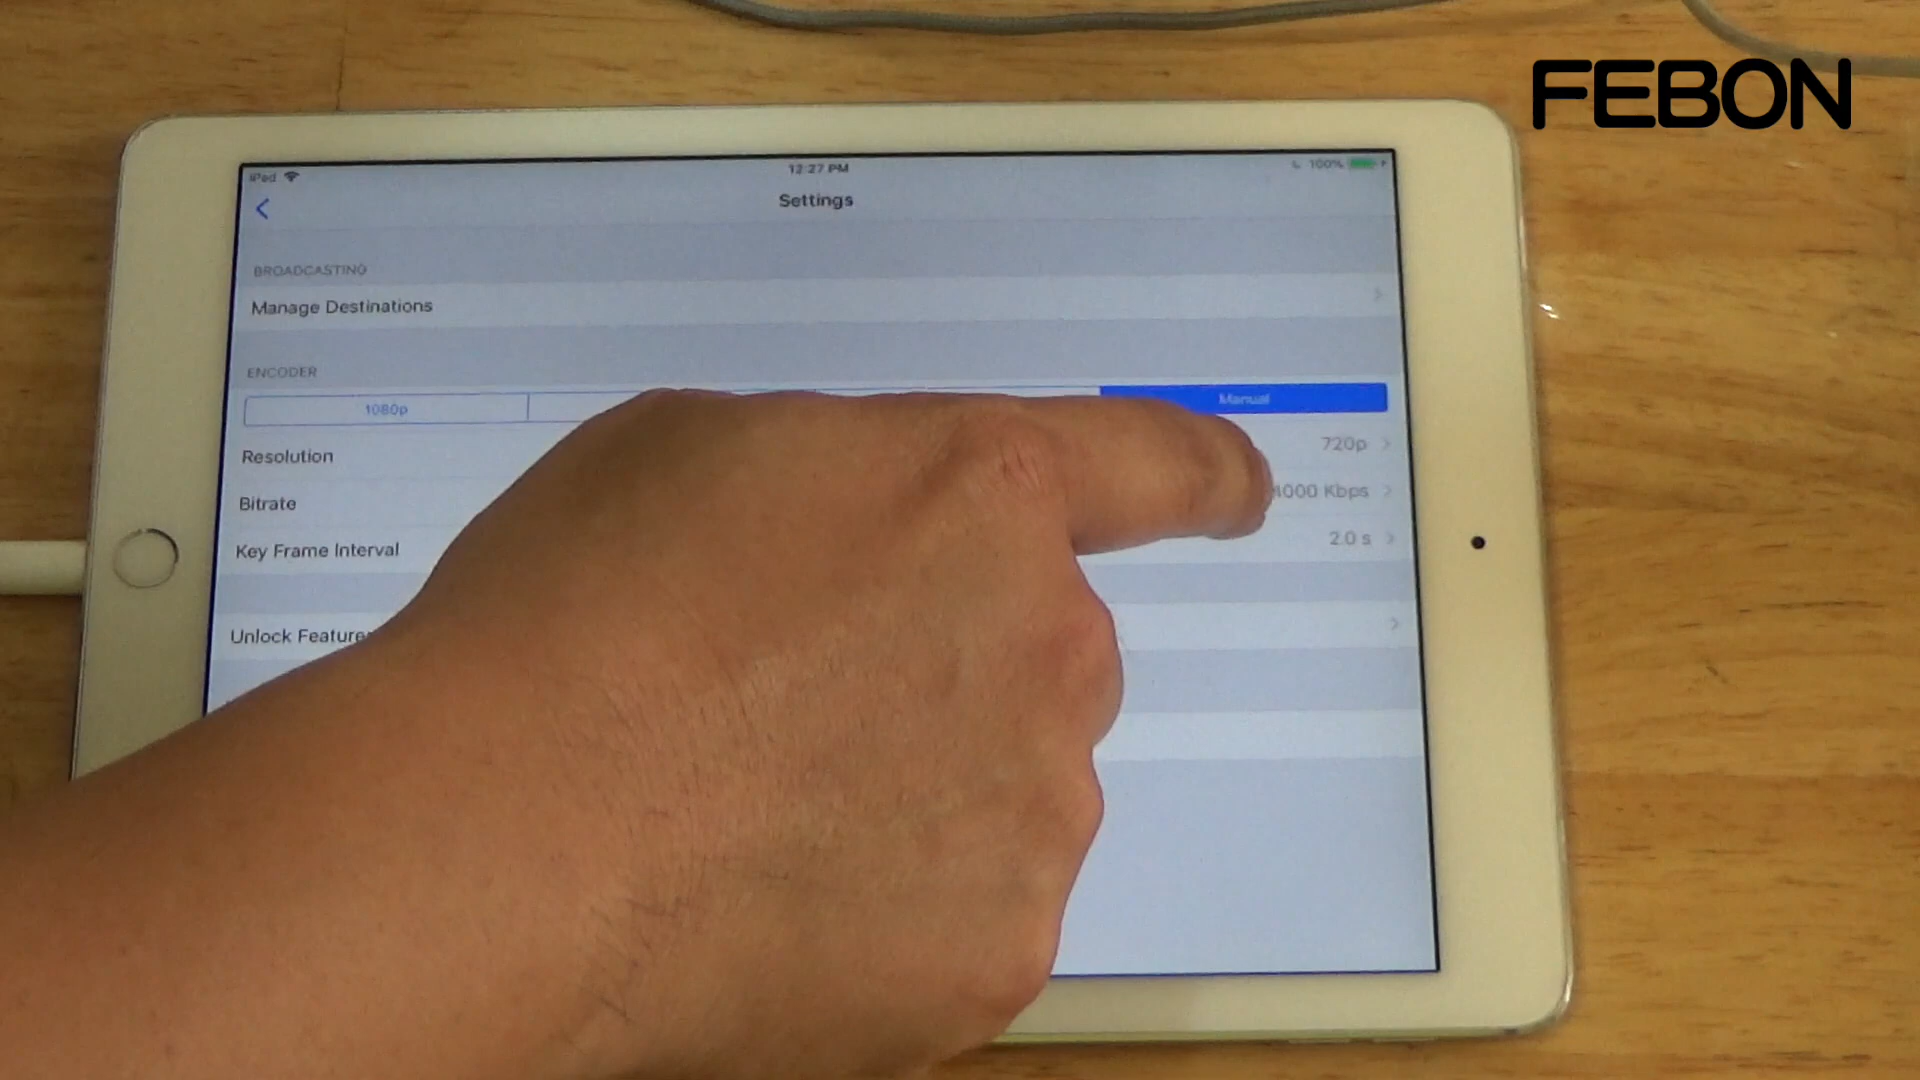 FEBON
iPad 12:27 PM 100%
Settings
BROADCASTING
Manage Destinations
ENCODER
1080p Manual
Resolution 720p
Bitrate 4000 Kbps
Key Frame Interval 2.0 s
Unlock Feature